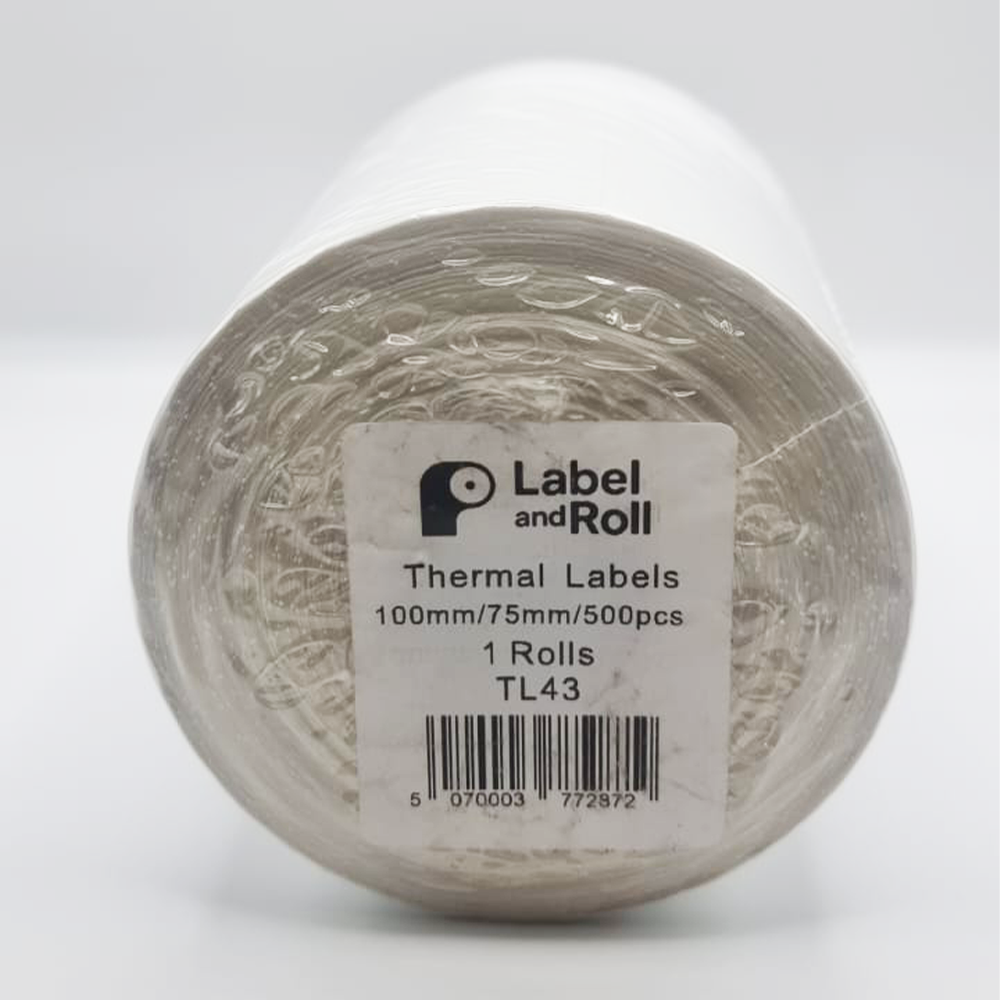 Label
and Roll
Thermal Labels
100mm/75mm/500pcs
1 Rolls
TL43
5 070003 772872